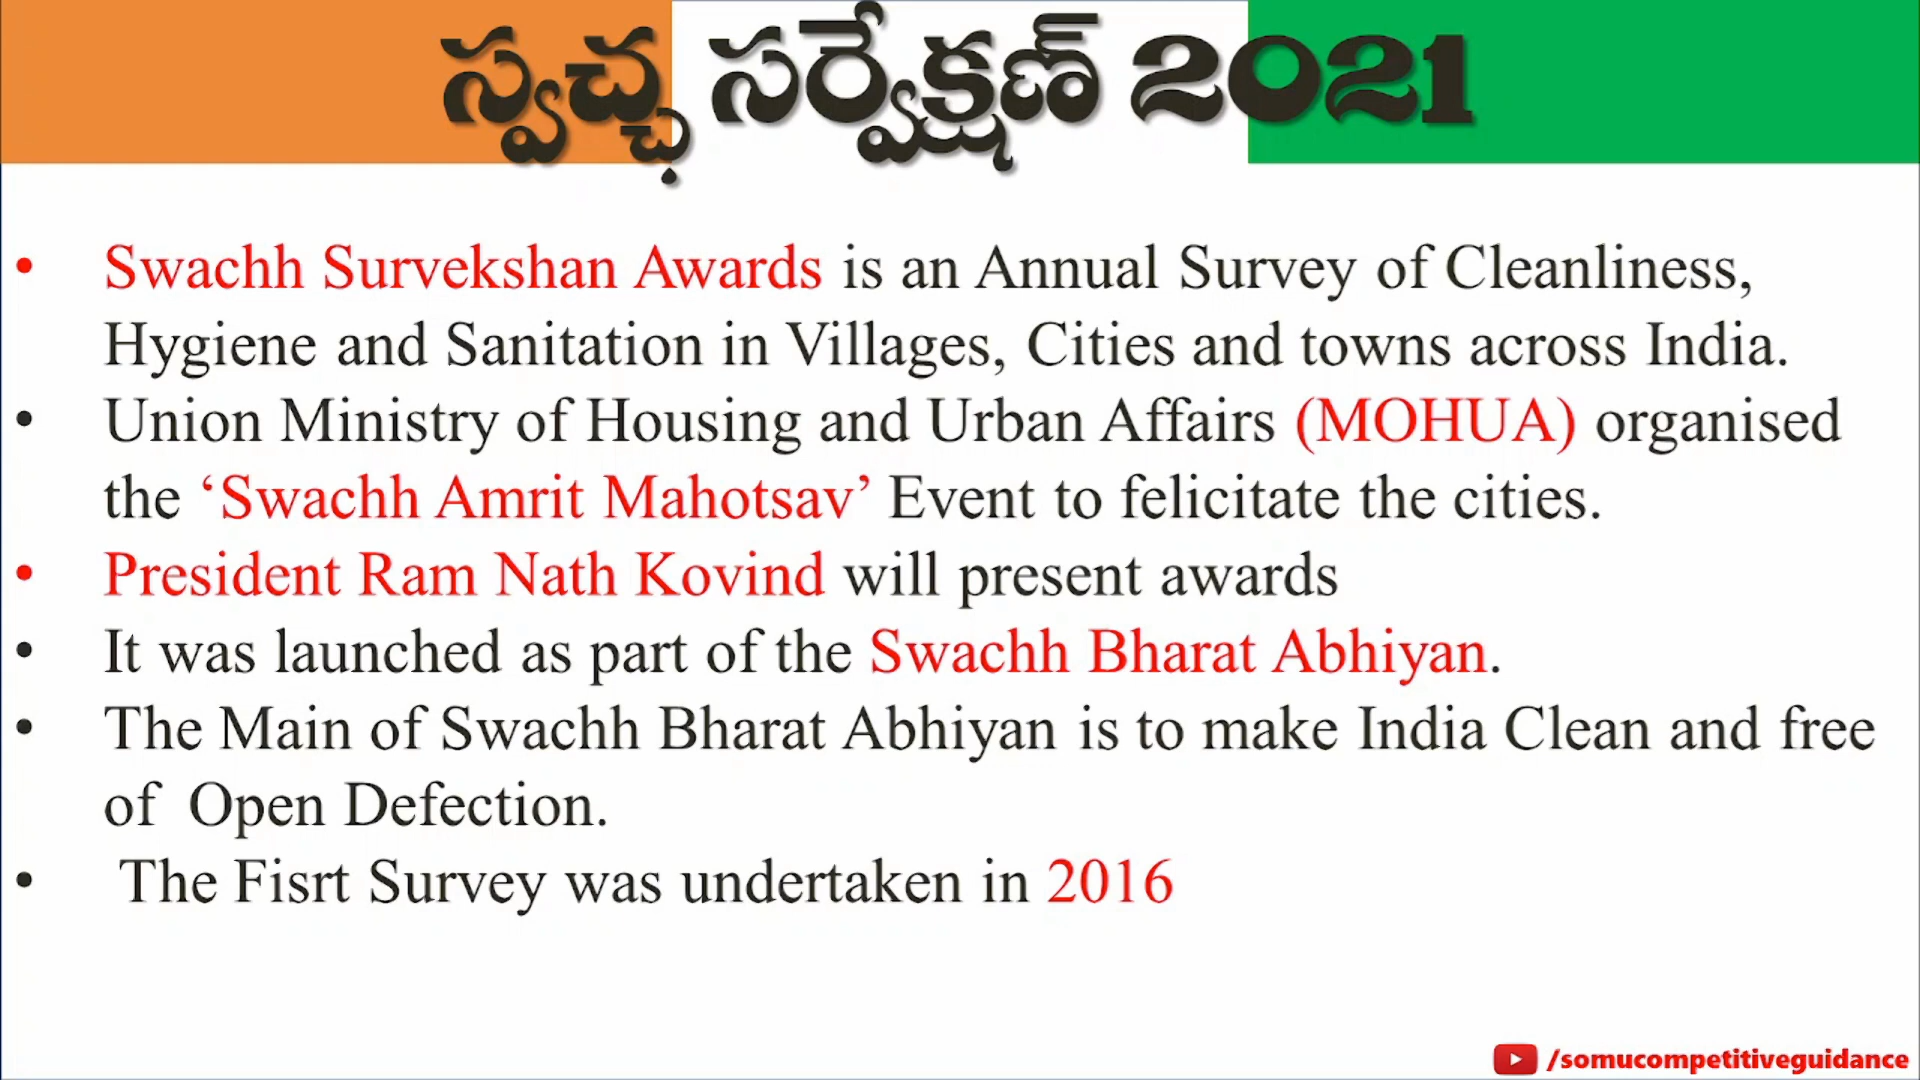 స్వచ్ఛ సర్వేక్షణ్ 2021
• Swachh Survekshan Awards is an Annual Survey of Cleanliness,
Hygiene and Sanitation in Villages, Cities and towns across India.
• Union Ministry of Housing and Urban Affairs (MOHUA) organised
the ‘Swachh Amrit Mahotsav’ Event to felicitate the cities.
• President Ram Nath Kovind will present awards
• It was launched as part of the Swachh Bharat Abhiyan.
• The Main of Swachh Bharat Abhiyan is to make India Clean and free
of Open Defection.
• The Fisrt Survey was undertaken in 2016
/somucompetitiveguidance